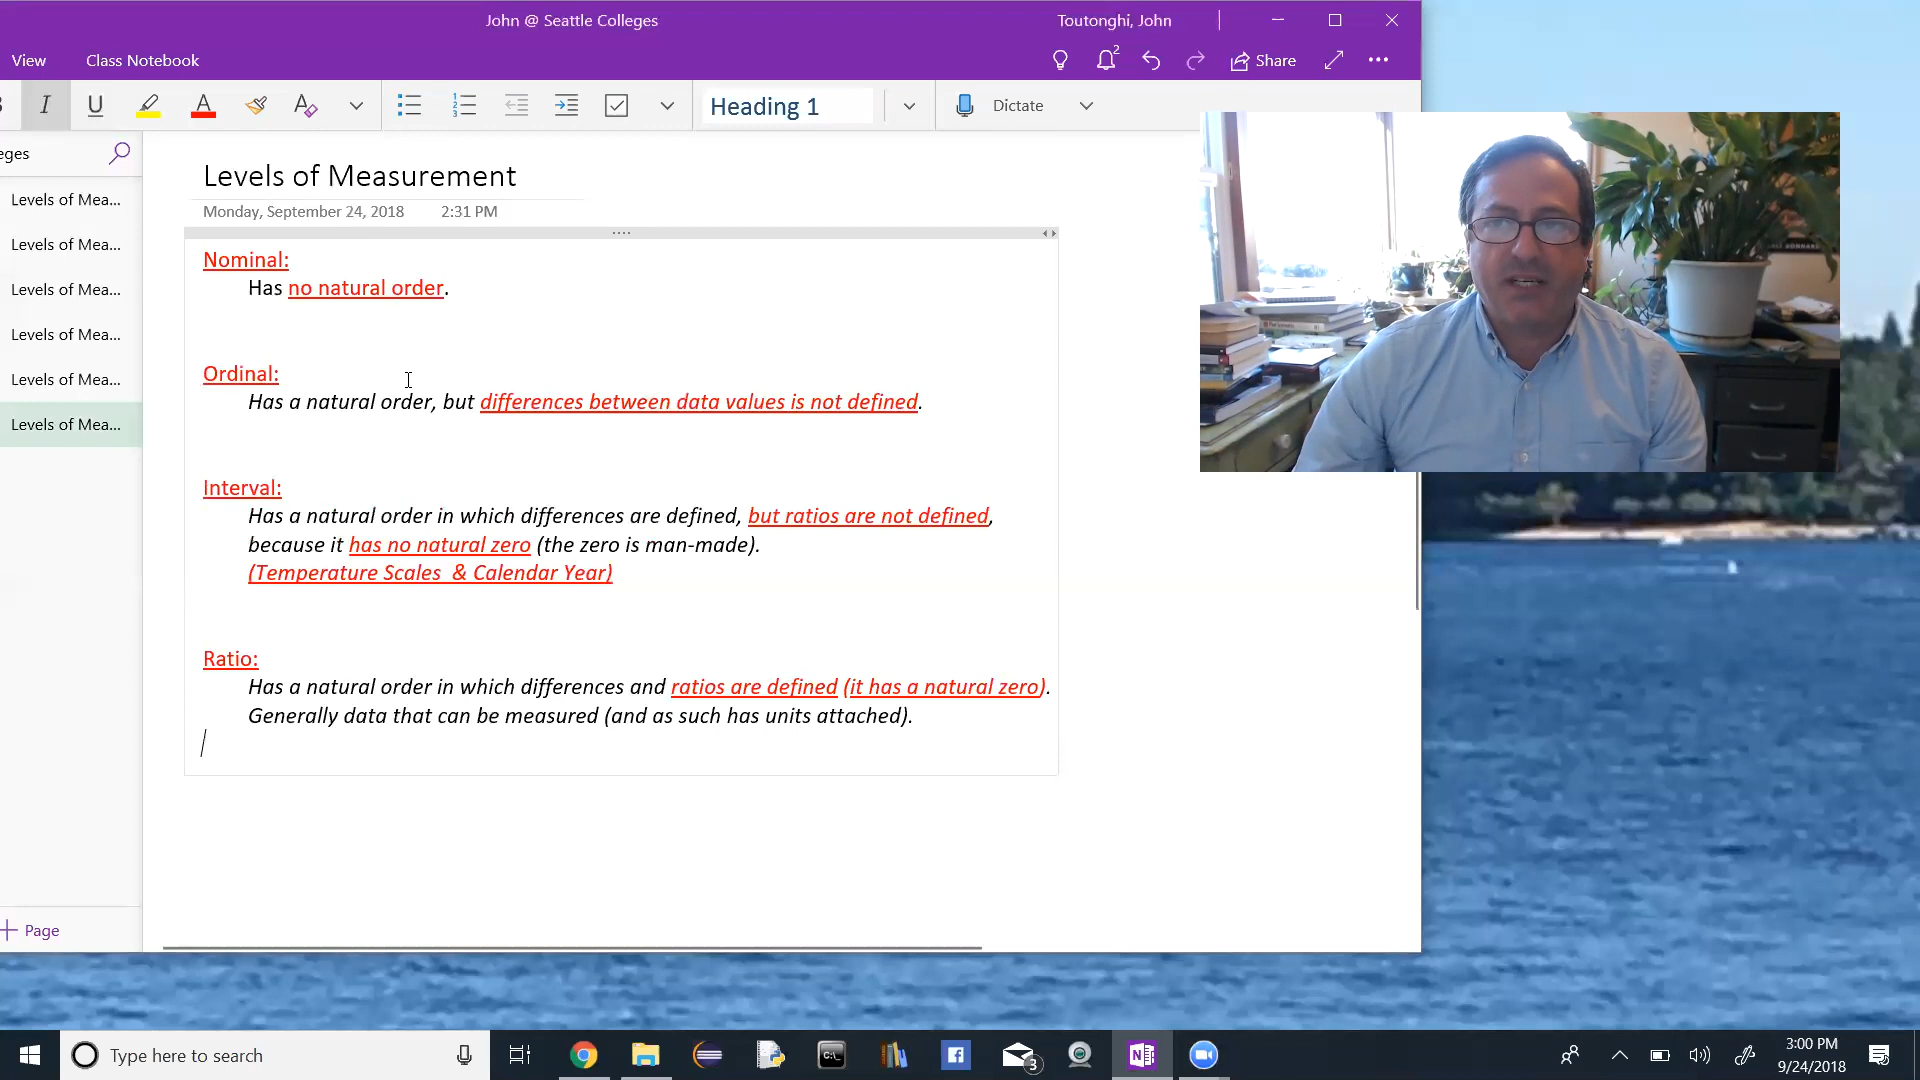 John @ Seattle Colleges
Toutonghi, John
View
Class Notebook
2
Share
I
U
A
A
Heading 1
Dictate
eges
Levels of Mea...
Levels of Mea...
Levels of Mea...
Levels of Mea...
Levels of Mea...
Levels of Mea...
Page
Levels of Measurement
Monday, September 24, 2018 2:31 PM
Nominal:
Has no natural order.
Ordinal:
Has a natural order, but differences between data values is not defined.
Interval:
Has a natural order in which differences are defined, but ratios are not defined,
because it has no natural zero (the zero is man-made).
(Temperature Scales & Calendar Year)
Ratio:
Has a natural order in which differences and ratios are defined (it has a natural zero).
Generally data that can be measured (and as such has units attached).
Type here to search
3
3:00 PM
9/24/2018